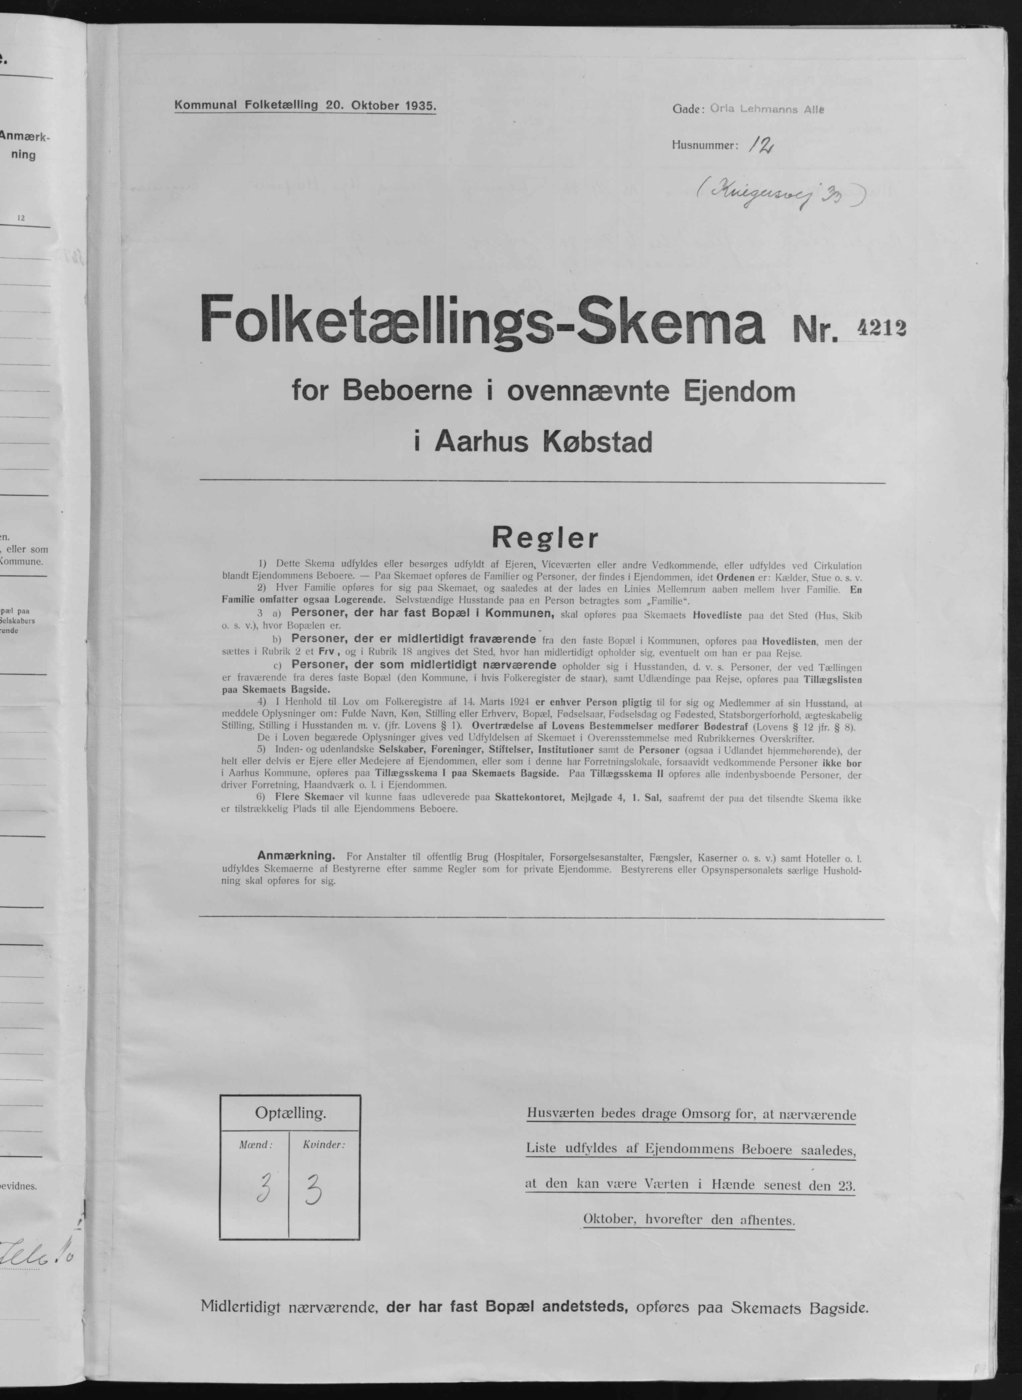 Kommunal Folketælling 20. Oktober 1935.
Gade: Orla Lehmanns Alle
Husnummer: 12
(Kriegersvej 33)
Folketællings-Skema Nr. 4212
for Beboerne i ovennævnte Ejendom
i Aarhus Købstad
Regler
1) Dette Skema udfyldes eller besørges udfyldt af Ejeren, Viceværten eller andre Vedkommende, eller udfyldes ved Cirkulation
blandt Ejendommens Beboere. — Paa Skemaet opføres de Familier og Personer, der findes i Ejendommen, idet Ordenen er: Kælder, Stue o. s. v.
2) Hver Familie opføres for sig paa Skemaet, og saaledes at der lades en Linies Mellemrum aaben mellem hver Familie. En
Familie omfatter ogsaa Logerende. Selvstændige Husstande paa en Person betragtes som „Familie“.
3 a) Personer, der har fast Bopæl i Kommunen, skal opføres paa Skemaets Hovedliste paa det Sted (Hus, Skib
o. s. v.), hvor Bopælen er.
b) Personer, der er midlertidigt fraværende fra den faste Bopæl i Kommunen, opføres paa Hovedlisten, men der
sættes i Rubrik 2 et Frv, og i Rubrik 18 angives det Sted, hvor han midlertidigt opholder sig, eventuelt om han er paa Rejse.
c) Personer, der som midlertidigt nærværende opholder sig i Husstanden, d. v. s. Personer, der ved Tællingen
er fraværende fra deres faste Bopæl (den Kommune, i hvis Folkeregister de staar), samt Udlændinge paa Rejse, opføres paa Tillægslisten
paa Skemaets Bagside.
4) I Henhold til Lov om Folkeregistre af 14. Marts 1924 er enhver Person pligtig til for sig og Medlemmer af sin Husstand, at
meddele Oplysninger om: Fulde Navn, Køn, Stilling eller Erhverv, Bopæl, Fødselsaar, Fødselsdag og Fødested, Statsborgerforhold, ægteskabelig
Stilling, Stilling i Husstanden m. v. (jfr. Lovens § 1). Overtrædelse af Lovens Bestemmelser medfører Bødestraf (Lovens § 12 jfr. § 8).
De i Loven begærede Oplysninger gives ved Udfyldelsen af Skemaet i Overensstemmelse med Rubrikkernes Overskrifter.
5) Inden- og udenlandske Selskaber, Foreninger, Stiftelser, Institutioner samt de Personer (ogsaa i Udlandet hjemmehørende), der
helt eller delvis er Ejere eller Medejere af Ejendommen, eller som i denne har Forretningslokale, forsaavidt vedkommende Personer ikke bor
i Aarhus Kommune, opføres paa Tillægsskema I paa Skemaets Bagside. Paa Tillægsskema II opføres alle indenbysboende Personer, der
driver Forretning, Haandværk o. l. i Ejendommen.
6) Flere Skemaer vil kunne faas udleverede paa Skattekontoret, Mejlgade 4, 1. Sal, saafremt der paa det tilsendte Skema ikke
er tilstrækkelig Plads til alle Ejendommens Beboere.
Anmærkning. For Anstalter til offentlig Brug (Hospitaler, Forsørgelsesanstalter, Fængsler, Kaserner o. s. v.) samt Hoteller o. l.
udfyldes Skemaerne af Bestyrerne efter samme Regler som for private Ejendomme. Bestyrerens eller Opsynspersonalets særlige Hushold-
ning skal opføres for sig.
Optælling.
Mænd: Kvinder:
3 3
Husværten bedes drage Omsorg for, at nærværende
Liste udfyldes af Ejendommens Beboere saaledes,
at den kan være Værten i Hænde senest den 23.
Oktober, hvorefter den afhentes.
Midlertidigt nærværende, der har fast Bopæl andetsteds, opføres paa Skemaets Bagside.
Anmærk-
ning
12
en.
, eller som
Kommune.
pæl paa
Selskabers
rende
evidnes.